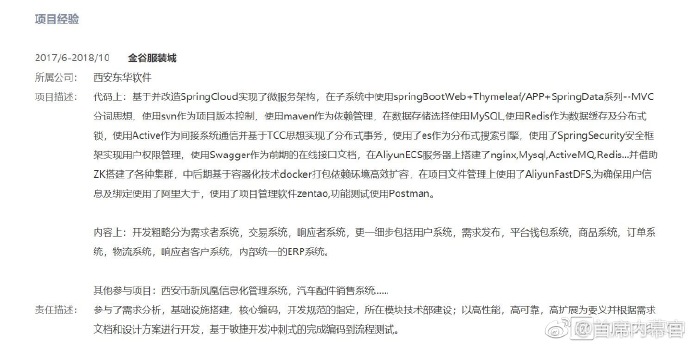 项目经验
2017/6-2018/10 金谷服装城
所属公司： 西安东华软件
项目描述： 代码上：基于并改造SpringCloud实现了微服务架构，在子系统中使用springBootWeb+Thymeleaf/APP+SpringData系列--MVC
分词思想，使用svn作为项目版本控制，使用maven作为依赖管理，在数据存储选择使用MySQL,使用Redis作为数据缓存及分布式
锁，使用Active作为间接系统通信并基于TCC思想实现了分布式事务，使用了es作为分布式搜索引擎，使用了SpringSecurity安全框
架实现用户权限管理，使用Swagger作为前期的在线接口文档，在AliyunECS服务器上搭建了nginx,Mysql,ActiveMQ,Redis...并借助
ZK搭建了各种集群，中后期基于容器化技术docker打包依赖环境高效扩容，在项目文件管理上使用了AliyunFastDFS,为确保用户信
息及绑定使用了阿里大于，使用了项目管理软件zentao,功能测试使用Postman。
内容上：开发粗略分为需求者系统，交易系统，响应者系统，更一细步包括用户系统，需求发布，平台钱包系统，商品系统，订单系
统，物流系统，响应者客户系统，内部统一的ERP系统。
其他参与项目：西安市新凤凰信息化管理系统，汽车配件销售系统......
责任描述： 参与了需求分析，基础设施搭建，核心编码，开发规范的指定，所在模块技术部建设；以高性能，高可靠，高扩展为要义并根据需求
文档和设计方案进行开发，基于敏捷开发冲刺式的完成编码到流程测试。
@首席内幕官